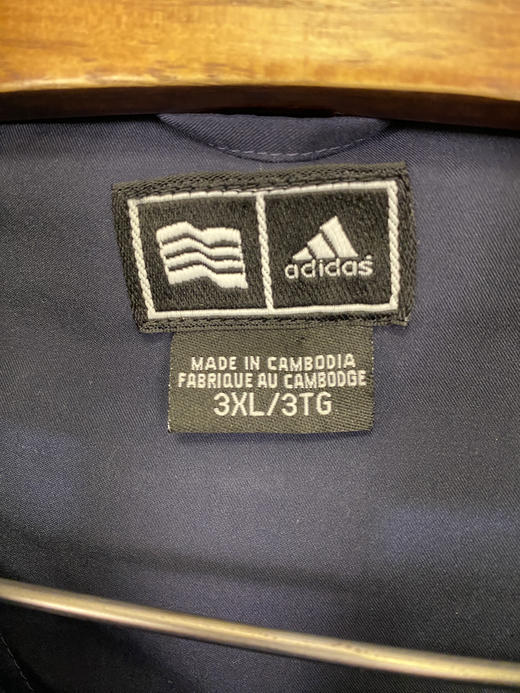 adidas
MADE IN CAMBODIA
FABRIQUE AU CAMBODGE
3XL/3TG